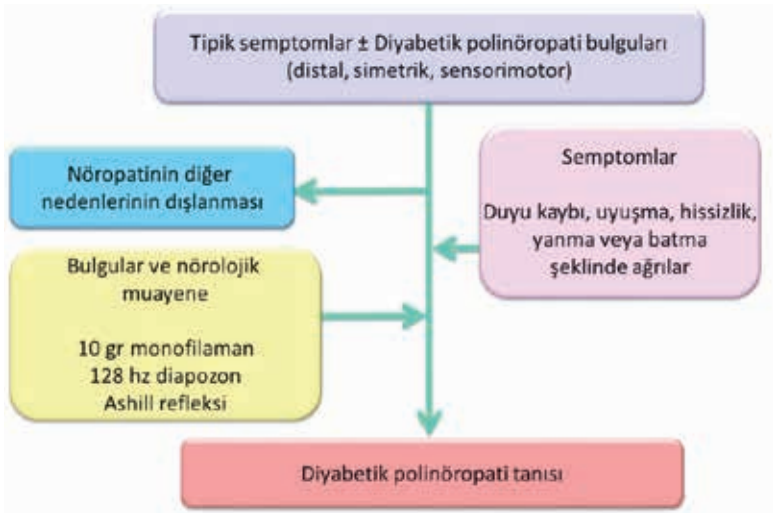 Tipik semptomlar ± Diyabetik polinöropati bulguları
(distal, simetrik, sensorimotor)
Nöropatinin diğer
nedenlerinin dışlanması
Semptomlar
Duyu kaybı, uyuşma, hissizlik,
yanma veya batma
şeklinde ağrılar
Bulgular ve nörolojik
muayene
10 gr monofilaman
128 hz diapozon
Ashill refleksi
Diyabetik polinöropati tanısı